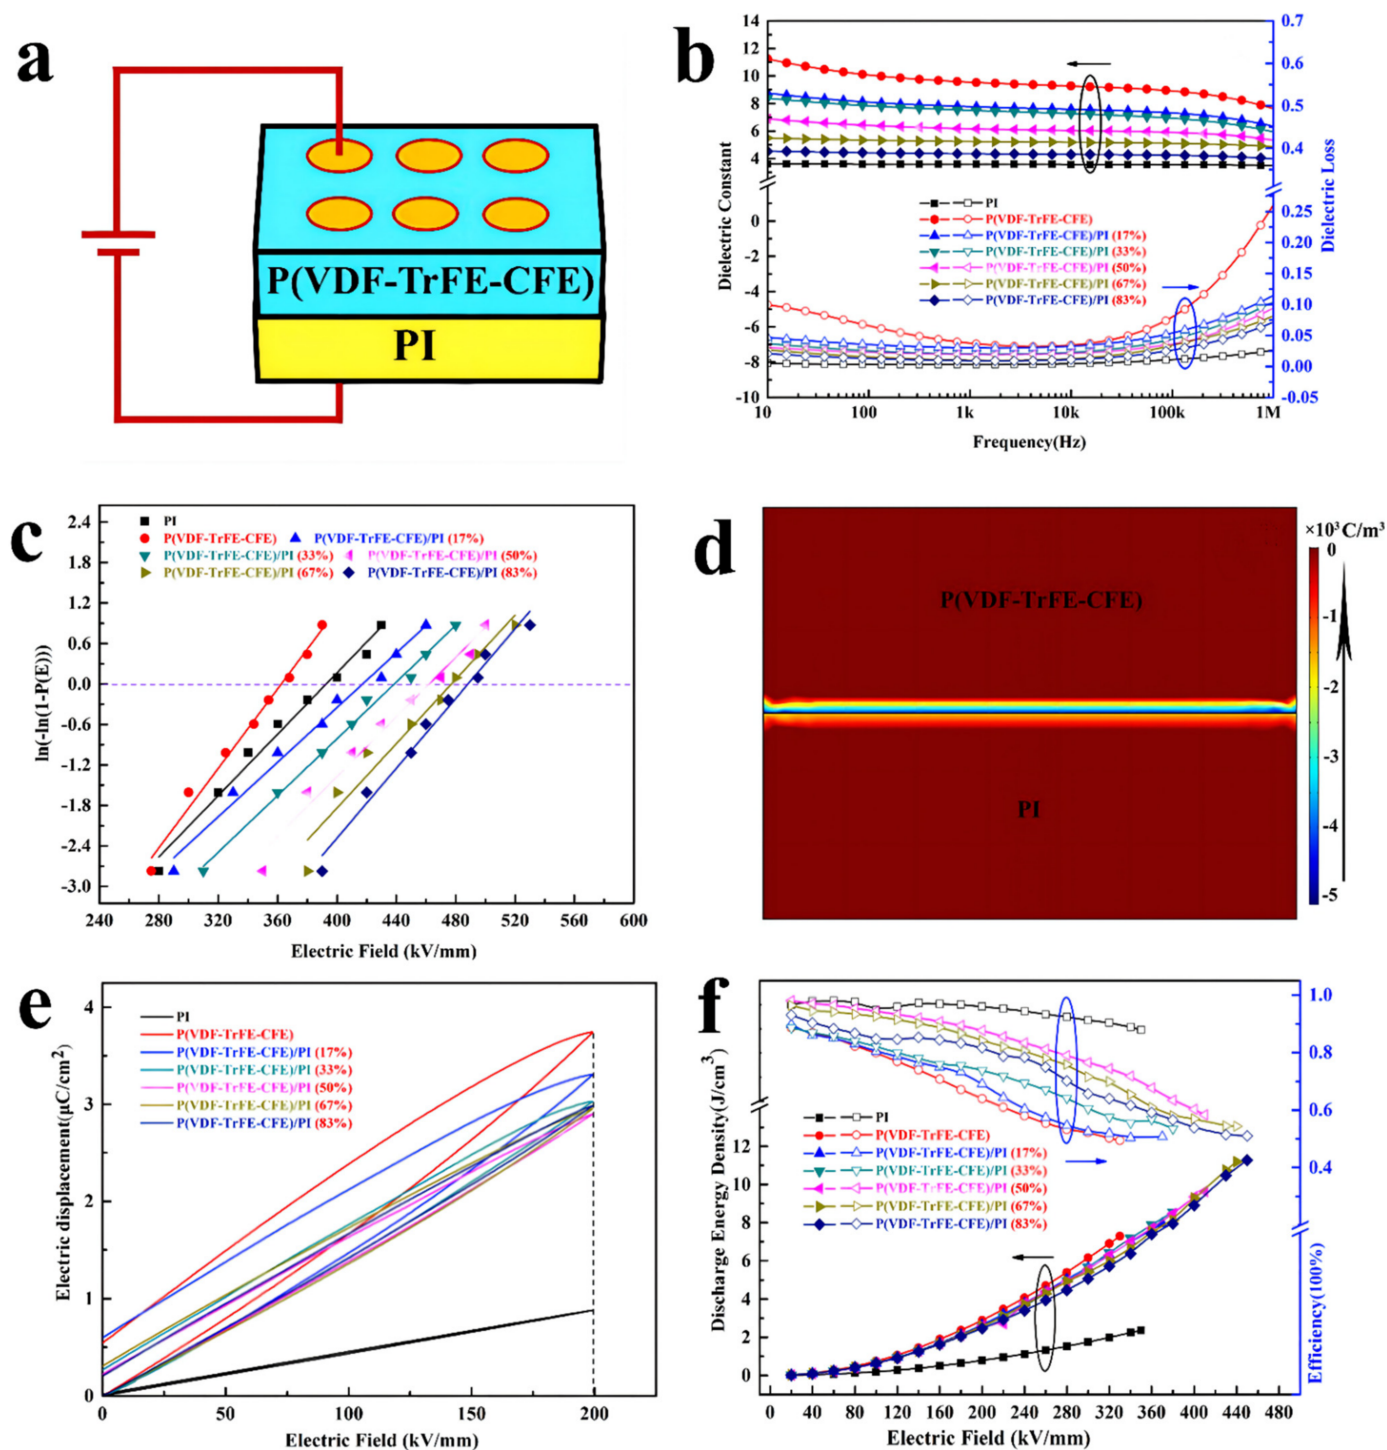 a
P(VDF-TrFE-CFE)
PI
b
14
12
10
8
6
4
0
-2
-4
-6
-8
-10
Dielectric Constant
0.7
0.6
0.5
0.4
0.25
0.20
0.15
0.10
0.05
0.00
-0.05
Dielectric Loss
PI
P(VDF-TrFE-CFE)
P(VDF-TrFE-CFE)/PI (17%)
P(VDF-TrFE-CFE)/PI (33%)
P(VDF-TrFE-CFE)/PI (50%)
P(VDF-TrFE-CFE)/PI (67%)
P(VDF-TrFE-CFE)/PI (83%)
10 100 1k 10k 100k 1M
Frequency(Hz)
c
2.4
1.8
1.2
0.6
0.0
-0.6
-1.2
-1.8
-2.4
-3.0
ln(-ln(1-P(E)))
PI
P(VDF-TrFE-CFE) P(VDF-TrFE-CFE)/PI (17%)
P(VDF-TrFE-CFE)/PI (33%) P(VDF-TrFE-CFE)/PI (50%)
P(VDF-TrFE-CFE)/PI (67%) P(VDF-TrFE-CFE)/PI (83%)
240 280 320 360 400 440 480 520 560 600
Electric Field (kV/mm)
d
P(VDF-TrFE-CFE)
PI
×10³ C/m³
0
-1
-2
-3
-4
-5
e
4
3
2
1
0
Electric displacement(μC/cm²)
PI
P(VDF-TrFE-CFE)
P(VDF-TrFE-CFE)/PI (17%)
P(VDF-TrFE-CFE)/PI (33%)
P(VDF-TrFE-CFE)/PI (50%)
P(VDF-TrFE-CFE)/PI (67%)
P(VDF-TrFE-CFE)/PI (83%)
0 50 100 150 200
Electric Field (kV/mm)
f
12
10
8
6
4
2
0
Discharge Energy Density(J/cm³)
1.0
0.8
0.6
0.4
Efficiency(100%)
PI
P(VDF-TrFE-CFE)
P(VDF-TrFE-CFE)/PI (17%)
P(VDF-TrFE-CFE)/PI (33%)
P(VDF-TrFE-CFE)/PI (50%)
P(VDF-TrFE-CFE)/PI (67%)
P(VDF-TrFE-CFE)/PI (83%)
0 40 80 120 160 200 240 280 320 360 400 440 480
Electric Field (kV/mm)